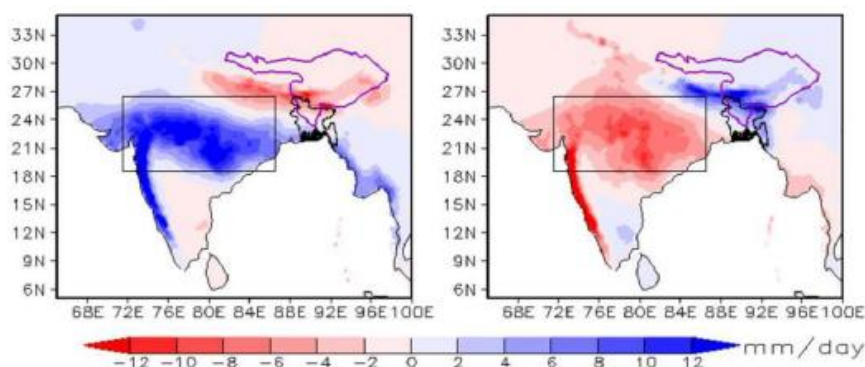 33N 33N
30N 30N
27N 27N
24N 24N
21N 21N
18N 18N
15N 15N
12N 12N
9N 9N
6N 6N
68E 72E 76E 80E 84E 88E 92E 96E 100E 68E 72E 76E 80E 84E 88E 92E 96E 100E
-12 -10 -8 -6 -4 -2 0 2 4 6 8 10 12 mm/day